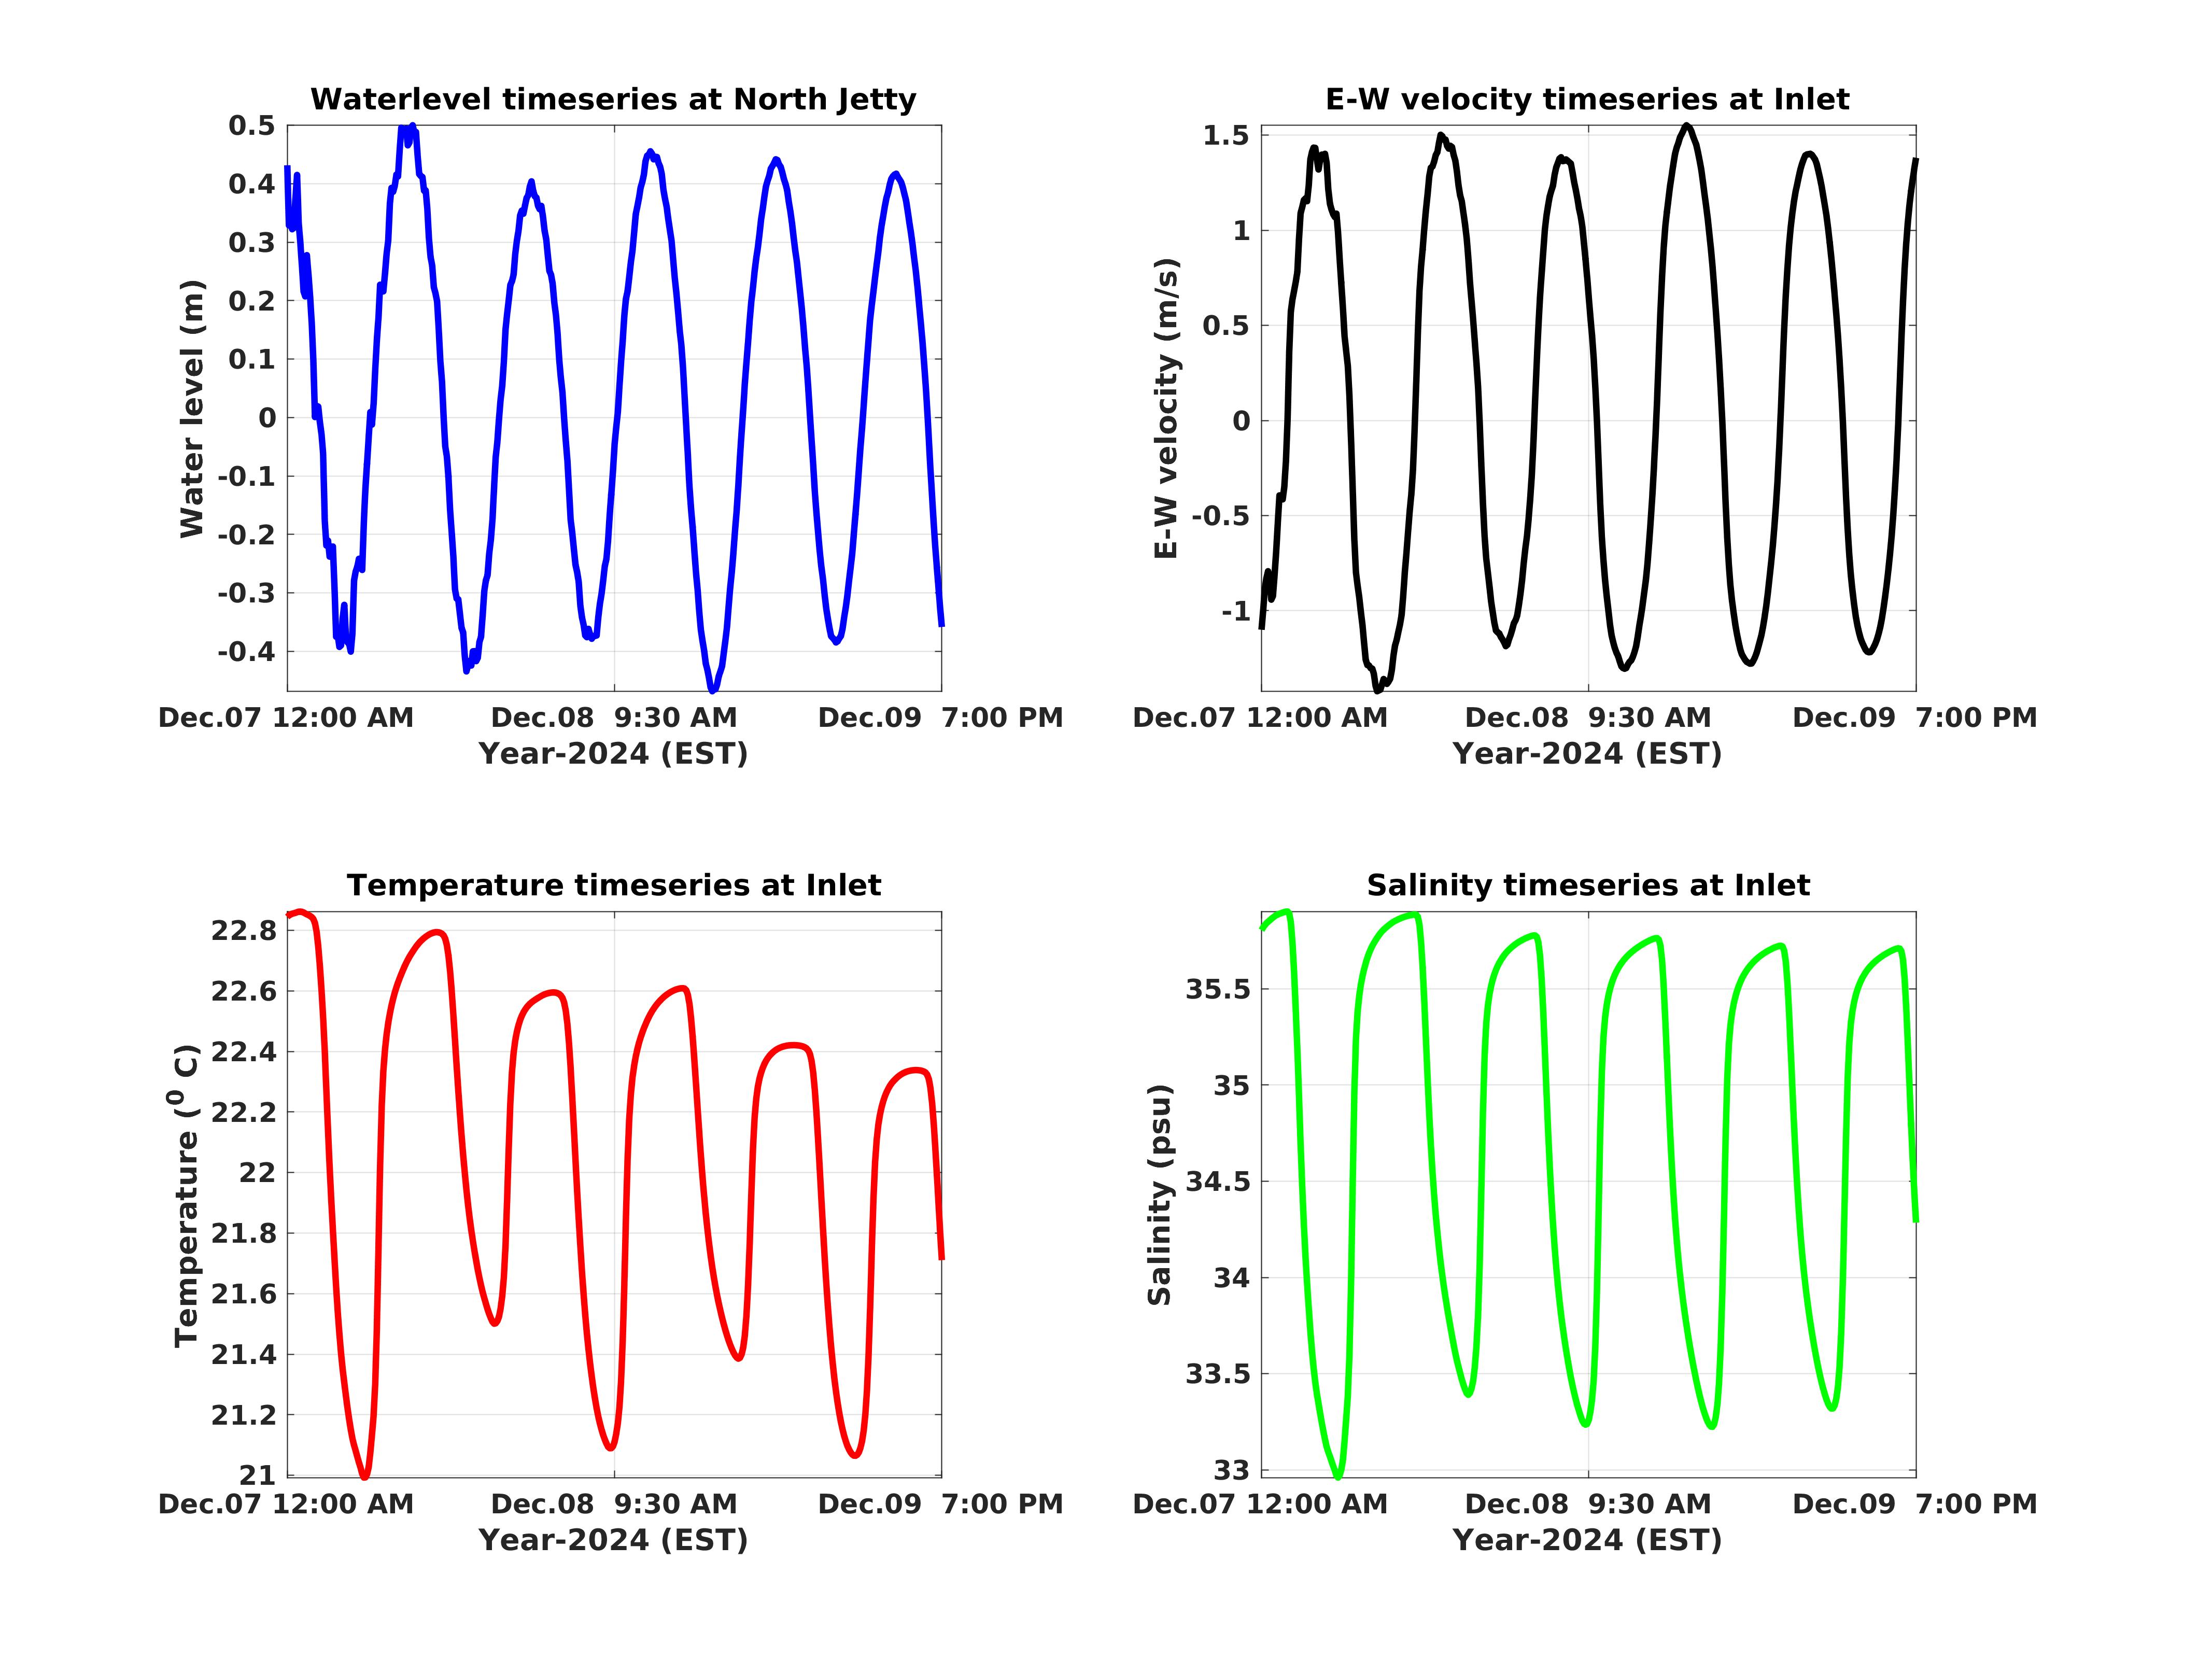 Waterlevel timeseries at North Jetty
0.5
0.4
0.3
0.2
0.1
0
-0.1
-0.2
-0.3
-0.4
Water level (m)
Dec.07 12:00 AM Dec.08 9:30 AM Dec.09 7:00 PM
Year-2024 (EST)
E-W velocity timeseries at Inlet
1.5
1
0.5
0
-0.5
-1
E-W velocity (m/s)
Dec.07 12:00 AM Dec.08 9:30 AM Dec.09 7:00 PM
Year-2024 (EST)
Temperature timeseries at Inlet
22.8
22.6
22.4
22.2
22
21.8
21.6
21.4
21.2
21
Temperature (⁰ C)
Dec.07 12:00 AM Dec.08 9:30 AM Dec.09 7:00 PM
Year-2024 (EST)
Salinity timeseries at Inlet
35.5
35
34.5
34
33.5
33
Salinity (psu)
Dec.07 12:00 AM Dec.08 9:30 AM Dec.09 7:00 PM
Year-2024 (EST)